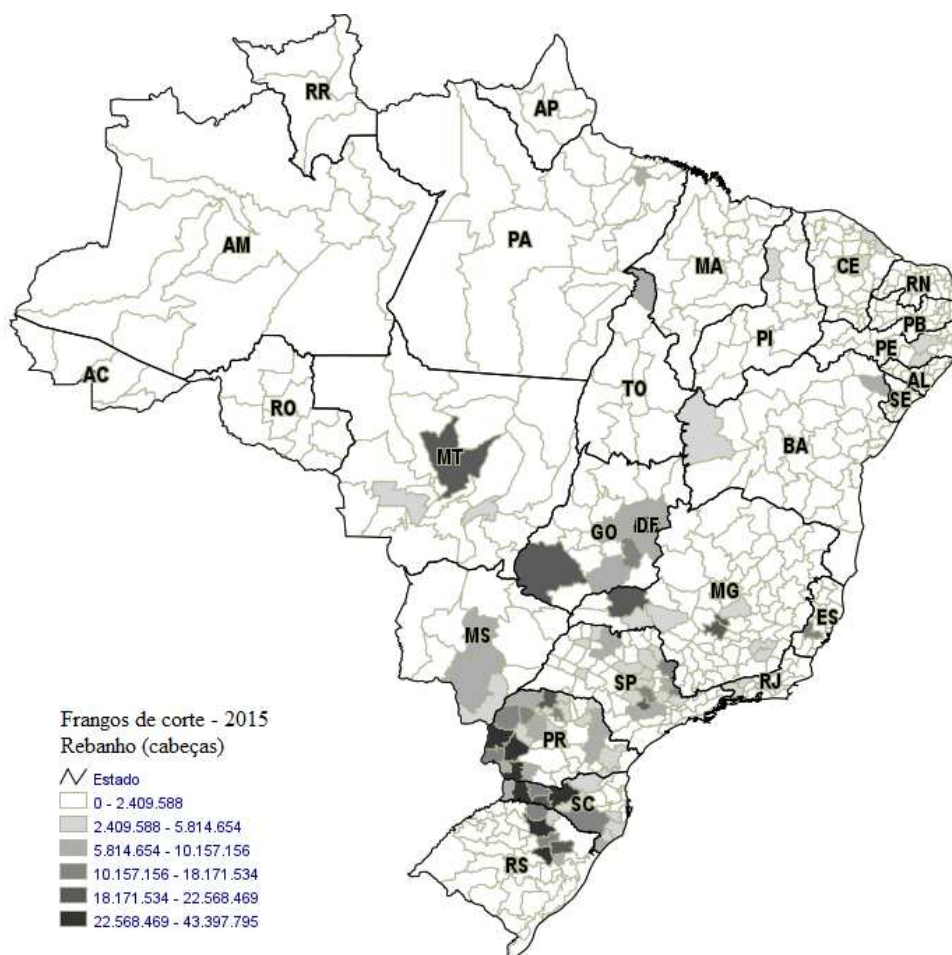 RR
AP
AM
PA
MA
CE
RN
PB
PI
PE
AL
SE
AC
RO
TO
BA
MT
GO
DF
MG
ES
MS
SP
RJ
PR
SC
RS
Frangos de corte - 2015
Rebanho (cabeças)
Estado
0 - 2.409.588
2.409.588 - 5.814.654
5.814.654 - 10.157.156
10.157.156 - 18.171.534
18.171.534 - 22.568.469
22.568.469 - 43.397.795